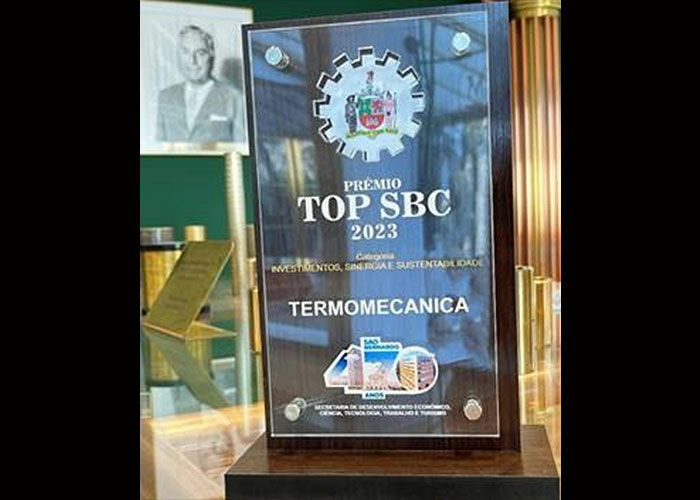 PRÊMIO
TOP SBC
2023
Categoria
INVESTIMENTOS, SINERGIA E SUSTENTABILIDADE
TERMOMECANICA
SÃO
BERNARDO
470
ANOS
SECRETARIA DE DESENVOLVIMENTO ECONÔMICO,
CIÊNCIA, TECNOLOGIA, TRABALHO E TURISMO